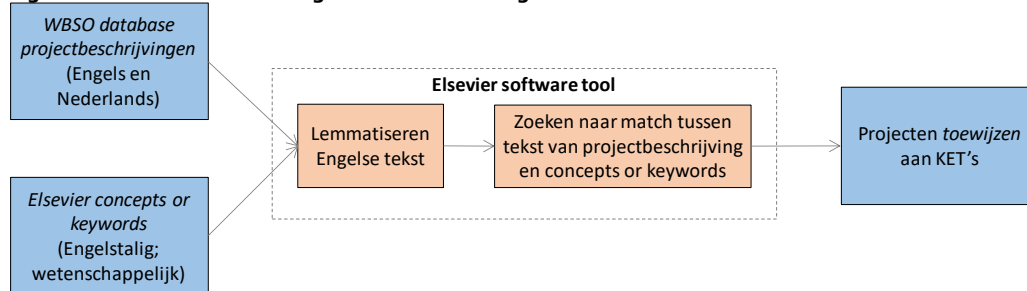 WBSO database
projectbeschrijvingen
(Engels en
Nederlands)
Elsevier concepts or
keywords
(Engelstalig;
wetenschappelijk)
Elsevier software tool
Lemmatiseren
Engelse tekst
Zoeken naar match tussen
tekst van projectbeschrijving
en concepts or keywords
Projecten toewijzen
aan KET's